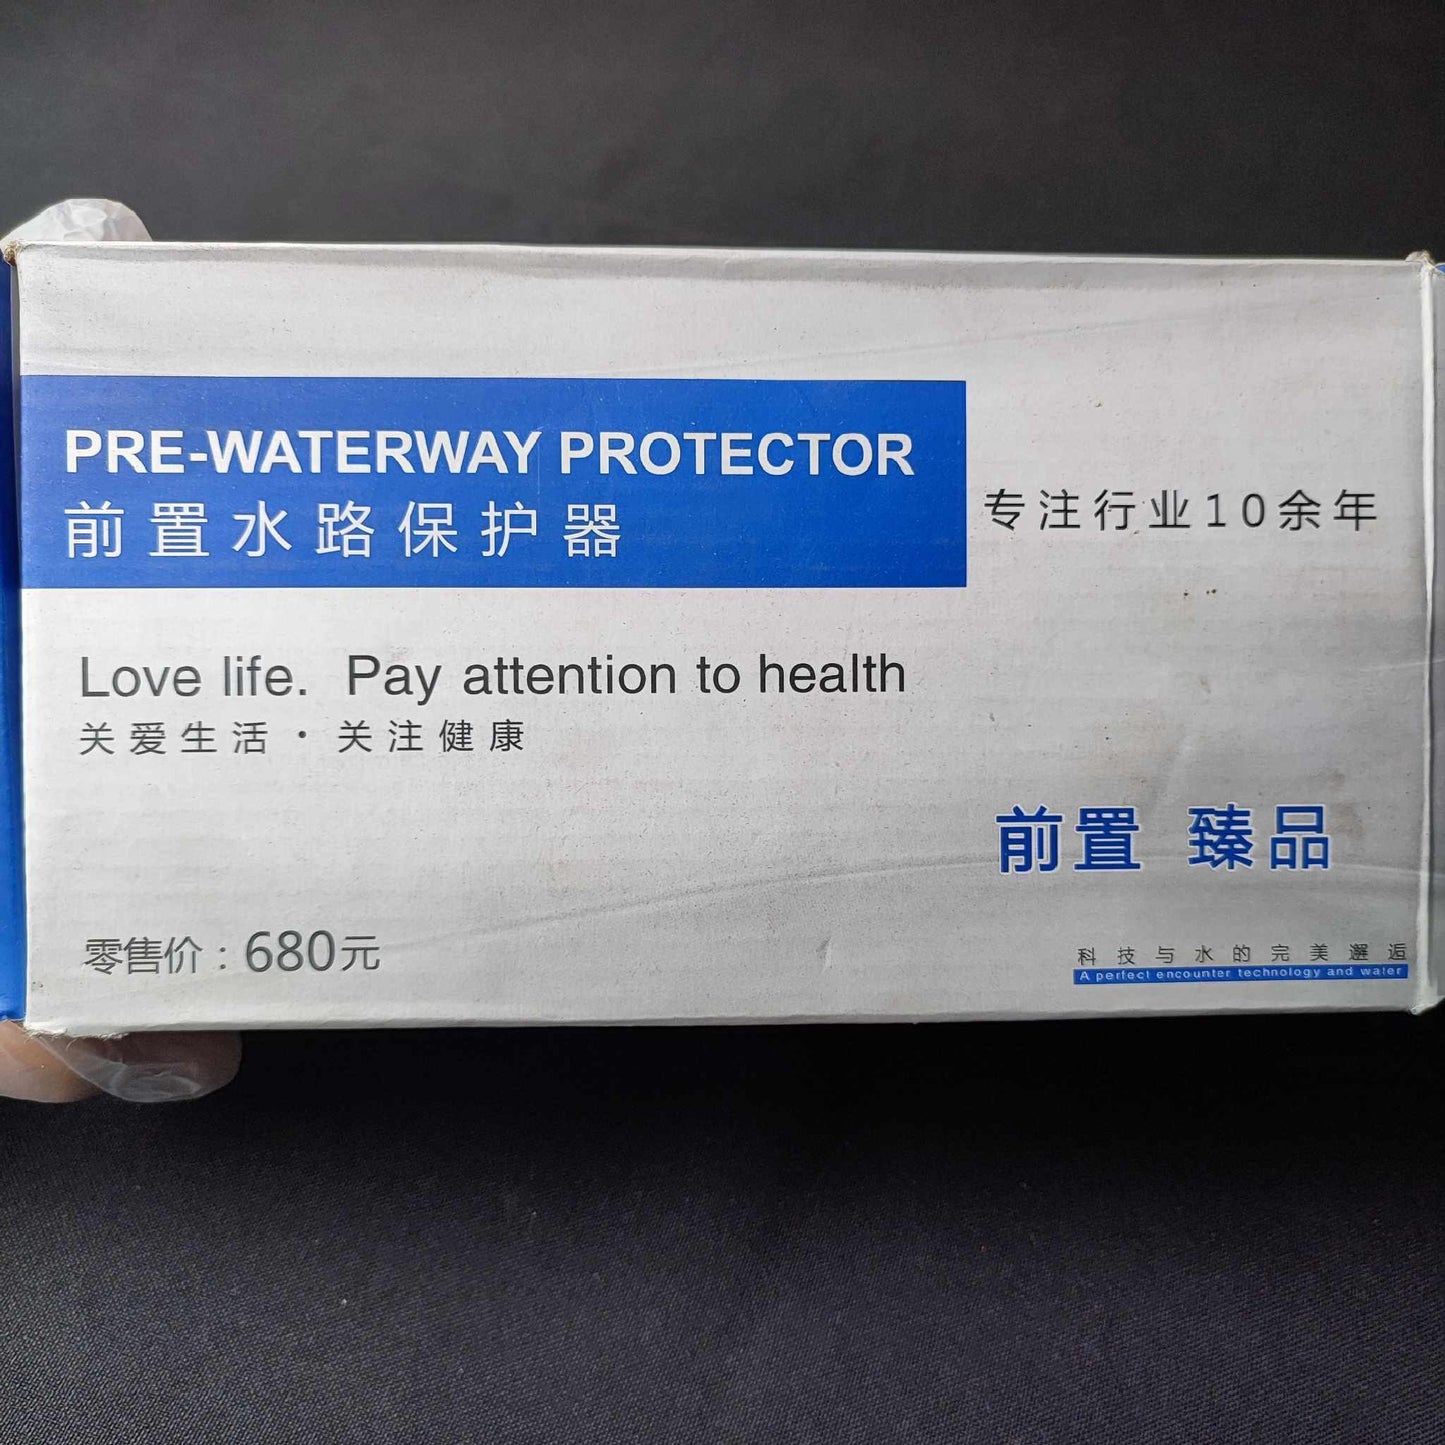 PRE-WATERWAY PROTECTOR
前置水路保护器
专注行业10余年
Love life. Pay attention to health
关爱生活·关注健康
前置 臻品
零售价:680元
科技与水的完美邂逅
A perfect encounter technology and water